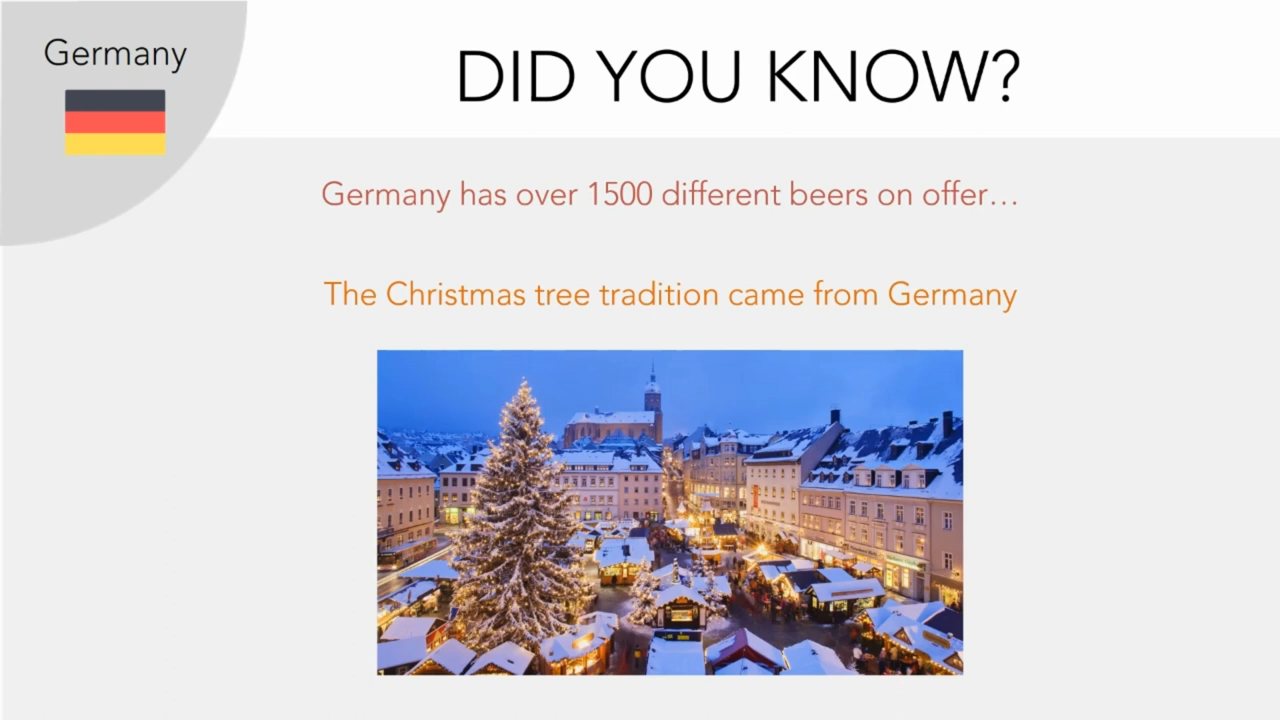 Germany
DID YOU KNOW?
Germany has over 1500 different beers on offer…
The Christmas tree tradition came from Germany